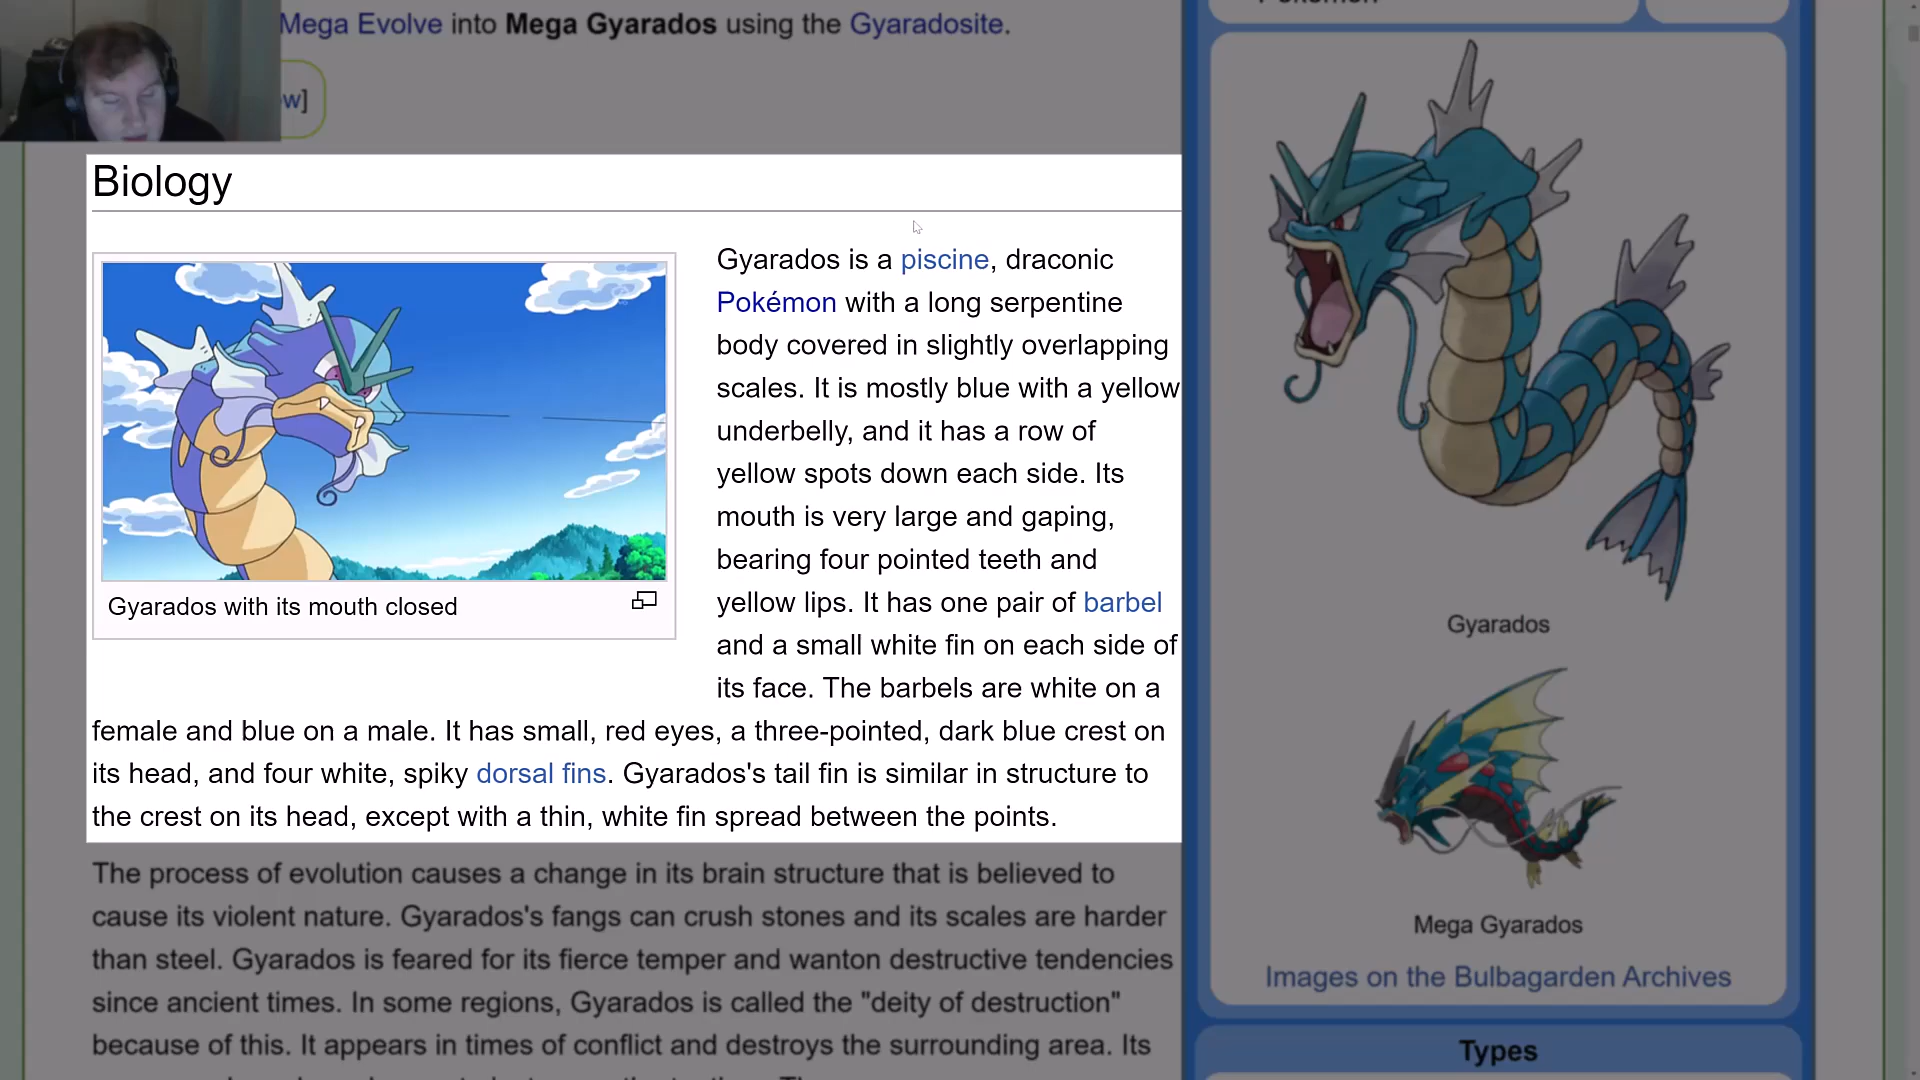 Mega Evolve into Mega Gyarados using the Gyaradosite.
Biology
Gyarados with its mouth closed
Gyarados is a piscine, draconic
Pokémon with a long serpentine
body covered in slightly overlapping
scales. It is mostly blue with a yellow
underbelly, and it has a row of
yellow spots down each side. Its
mouth is very large and gaping,
bearing four pointed teeth and
yellow lips. It has one pair of barbel
and a small white fin on each side of
its face. The barbels are white on a
female and blue on a male. It has small, red eyes, a three-pointed, dark blue crest on
its head, and four white, spiky dorsal fins. Gyarados's tail fin is similar in structure to
the crest on its head, except with a thin, white fin spread between the points.
The process of evolution causes a change in its brain structure that is believed to
cause its violent nature. Gyarados's fangs can crush stones and its scales are harder
than steel. Gyarados is feared for its fierce temper and wanton destructive tendencies
since ancient times. In some regions, Gyarados is called the "deity of destruction"
because of this. It appears in times of conflict and destroys the surrounding area. Its
Gyarados
Mega Gyarados
Images on the Bulbagarden Archives
Types